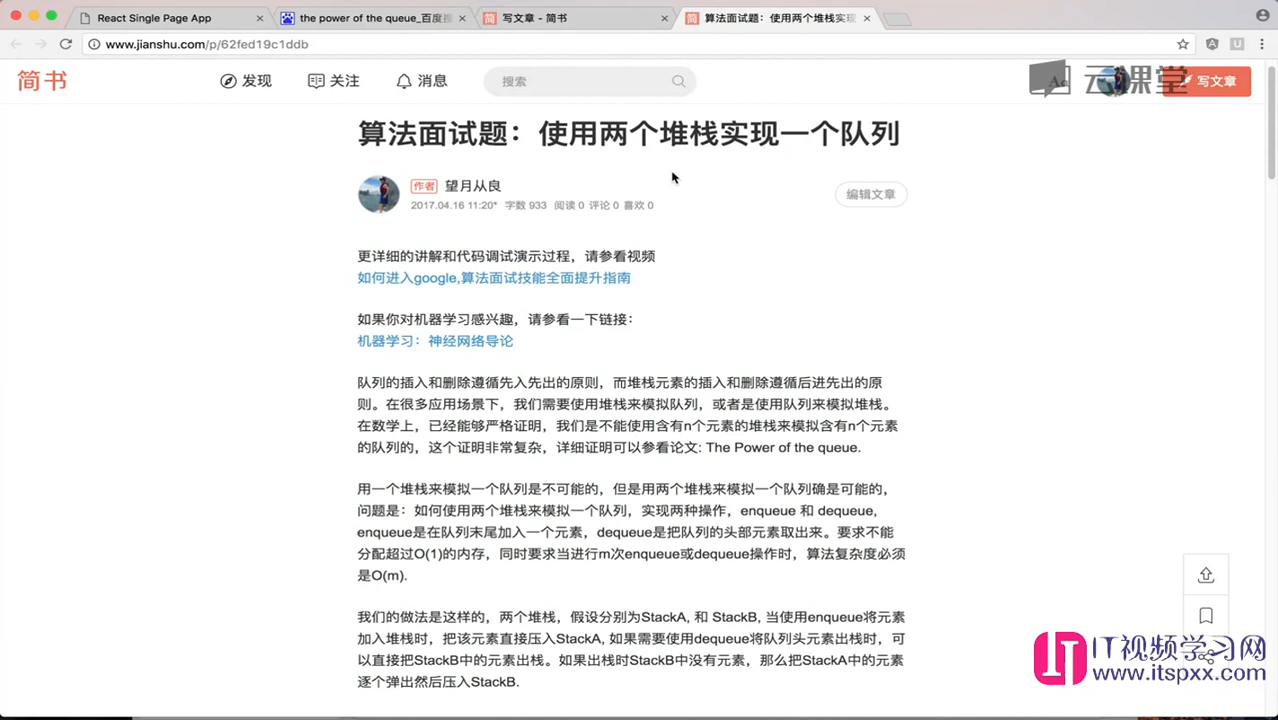 React Single Page App
the power of the queue_百度搜
写文章 - 简书
算法面试题：使用两个堆栈实现
www.jianshu.com/p/62fed19c1ddb
简书
发现
关注
消息
搜索
云课堂
写文章
算法面试题：使用两个堆栈实现一个队列
作者 望月从良
2017.04.16 11:20* 字数 933 阅读 0 评论 0 喜欢 0
编辑文章
更详细的讲解和代码调试演示过程，请参看视频
如何进入google,算法面试技能全面提升指南
如果你对机器学习感兴趣，请参看一下链接：
机器学习：神经网络导论
队列的插入和删除遵循先入先出的原则，而堆栈元素的插入和删除遵循后进先出的原
则。在很多应用场景下，我们需要使用堆栈来模拟队列，或者是使用队列来模拟堆栈。
在数学上，已经能够严格证明，我们是不能使用含有n个元素的堆栈来模拟含有n个元素
的队列的，这个证明非常复杂，详细证明可以参看论文: The Power of the queue.
用一个堆栈来模拟一个队列是不可能的，但是用两个堆栈来模拟一个队列确是可能的，
问题是：如何使用两个堆栈来模拟一个队列，实现两种操作，enqueue 和 dequeue,
enqueue是在队列末尾加入一个元素，dequeue是把队列的头部元素取出来。要求不能
分配超过O(1)的内存，同时要求当进行m次enqueue或dequeue操作时，算法复杂度必须
是O(m).
我们的做法是这样的，两个堆栈，假设分别为StackA, 和 StackB, 当使用enqueue将元素
加入堆栈时，把该元素直接压入StackA, 如果需要使用dequeue将队列头元素出栈时，可
以直接把StackB中的元素出栈。如果出栈时StackB中没有元素，那么把StackA中的元素
逐个弹出然后压入StackB.
IT视频学习网
www.itspxx.com